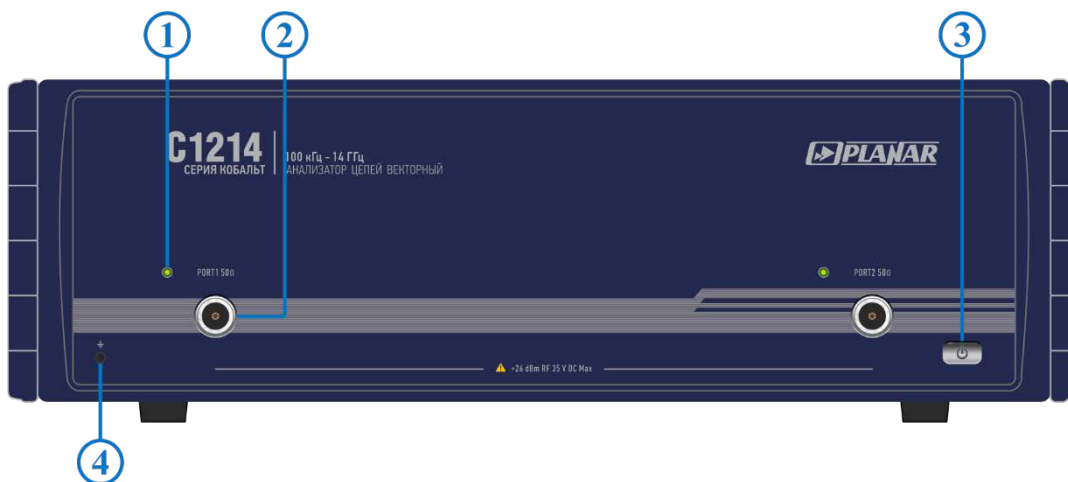 1
2
3
C1214
СЕРИЯ КОБАЛЬТ
100 кГц - 14 ГГц
АНАЛИЗАТОР ЦЕПЕЙ ВЕКТОРНЫЙ
PLANAR
PORT1 50Ω
PORT2 50Ω
+26 dBm RF 35 V DC Max
4